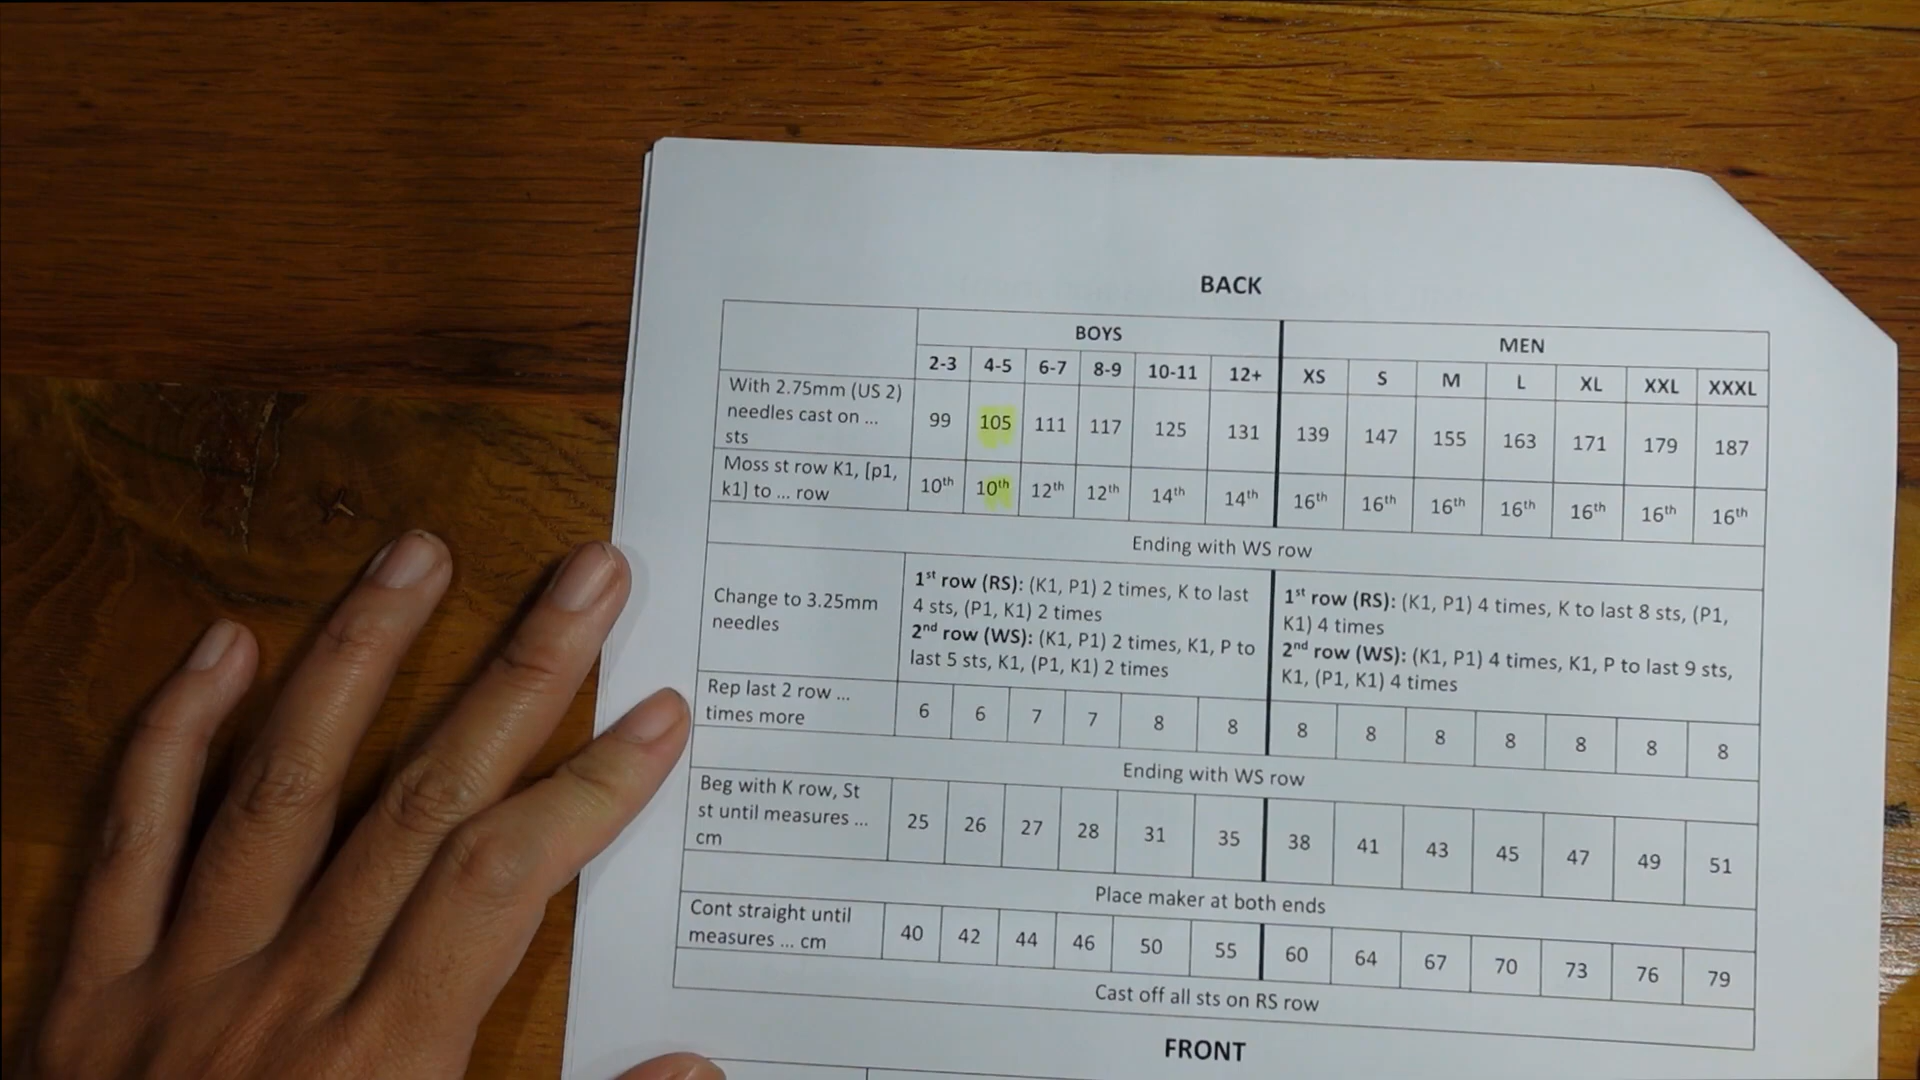 BACK
BOYS MEN
2-3 4-5 6-7 8-9 10-11 12+ XS S M L XL XXL XXXL
With 2.75mm (US 2)
needles cast on ...
sts
99 105 111 117 125 131 139 147 155 163 171 179 187
Moss st row K1, [p1,
k1] to ... row
10th 10th 12th 12th 14th 14th 16th 16th 16th 16th 16th 16th 16th
Ending with WS row
Change to 3.25mm
needles
1st row (RS): (K1, P1) 2 times, K to last
4 sts, (P1, K1) 2 times
2nd row (WS): (K1, P1) 2 times, K1, P to
last 5 sts, K1, (P1, K1) 2 times
1st row (RS): (K1, P1) 4 times, K to last 8 sts, (P1,
K1) 4 times
2nd row (WS): (K1, P1) 4 times, K1, P to last 9 sts,
K1, (P1, K1) 4 times
Rep last 2 row ...
times more
6 6 7 7 8 8 8 8 8 8 8 8 8
Ending with WS row
Beg with K row, St
st until measures ...
cm
25 26 27 28 31 35 38 41 43 45 47 49 51
Place maker at both ends
Cont straight until
measures ... cm
40 42 44 46 50 55 60 64 67 70 73 76 79
Cast off all sts on RS row
FRONT